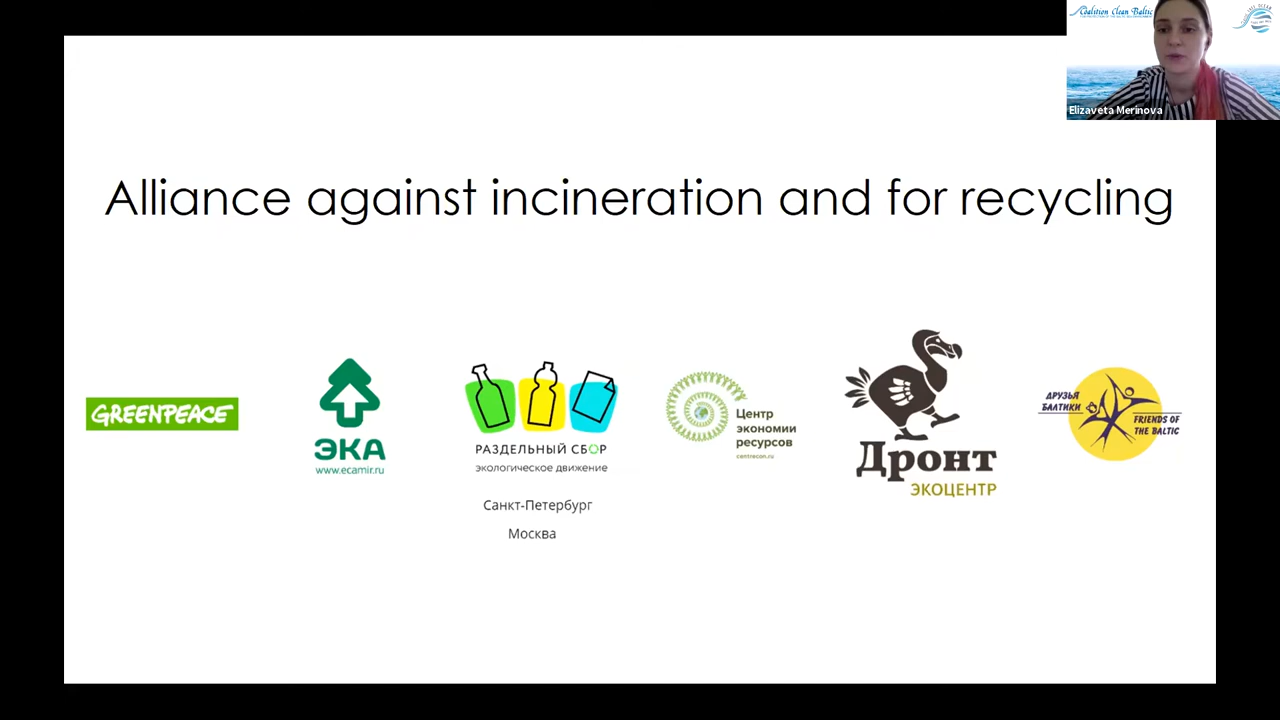 Coalition Clean Baltic
Elizaveta Merinova
Alliance against incineration and for recycling
GREENPEACE
ЭКА
www.ecamir.ru
РАЗДЕЛЬНЫЙ СБОР
экологическое движение
Санкт-Петербург
Москва
Центр
экономии
ресурсов
centrecon.ru
Дронт
ЭКОЦЕНТР
ДРУЗЬЯ
БАЛТИКИ
FRIENDS OF
THE BALTIC